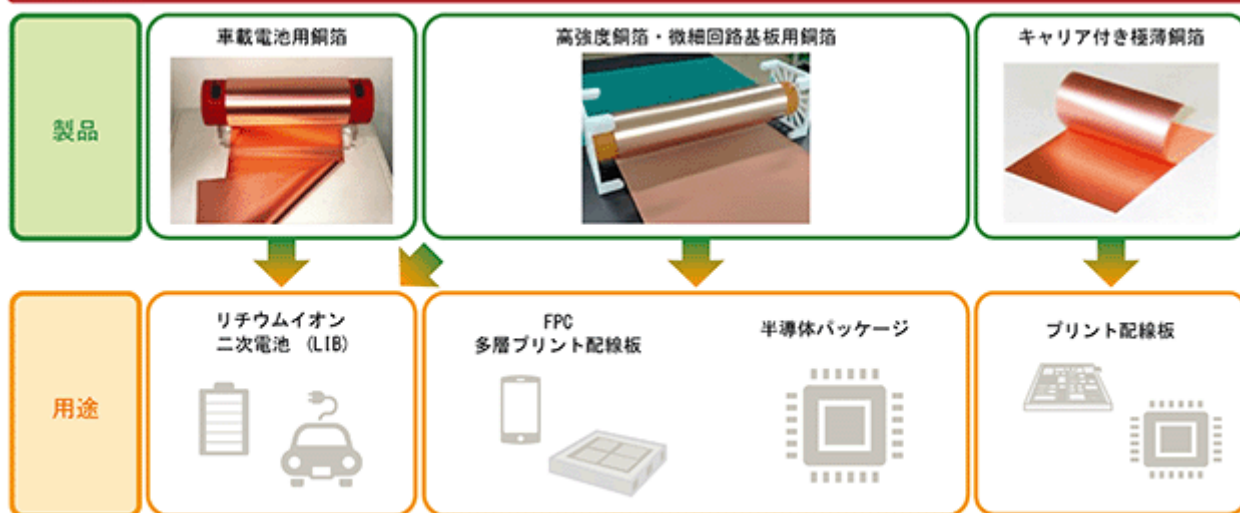 車載電池用銅箔
高強度銅箔・微細回路基板用銅箔
キャリア付き極薄銅箔
製品
リチウムイオン
二次電池 (LIB)
FPC
多層プリント配線板
半導体パッケージ
プリント配線板
用途